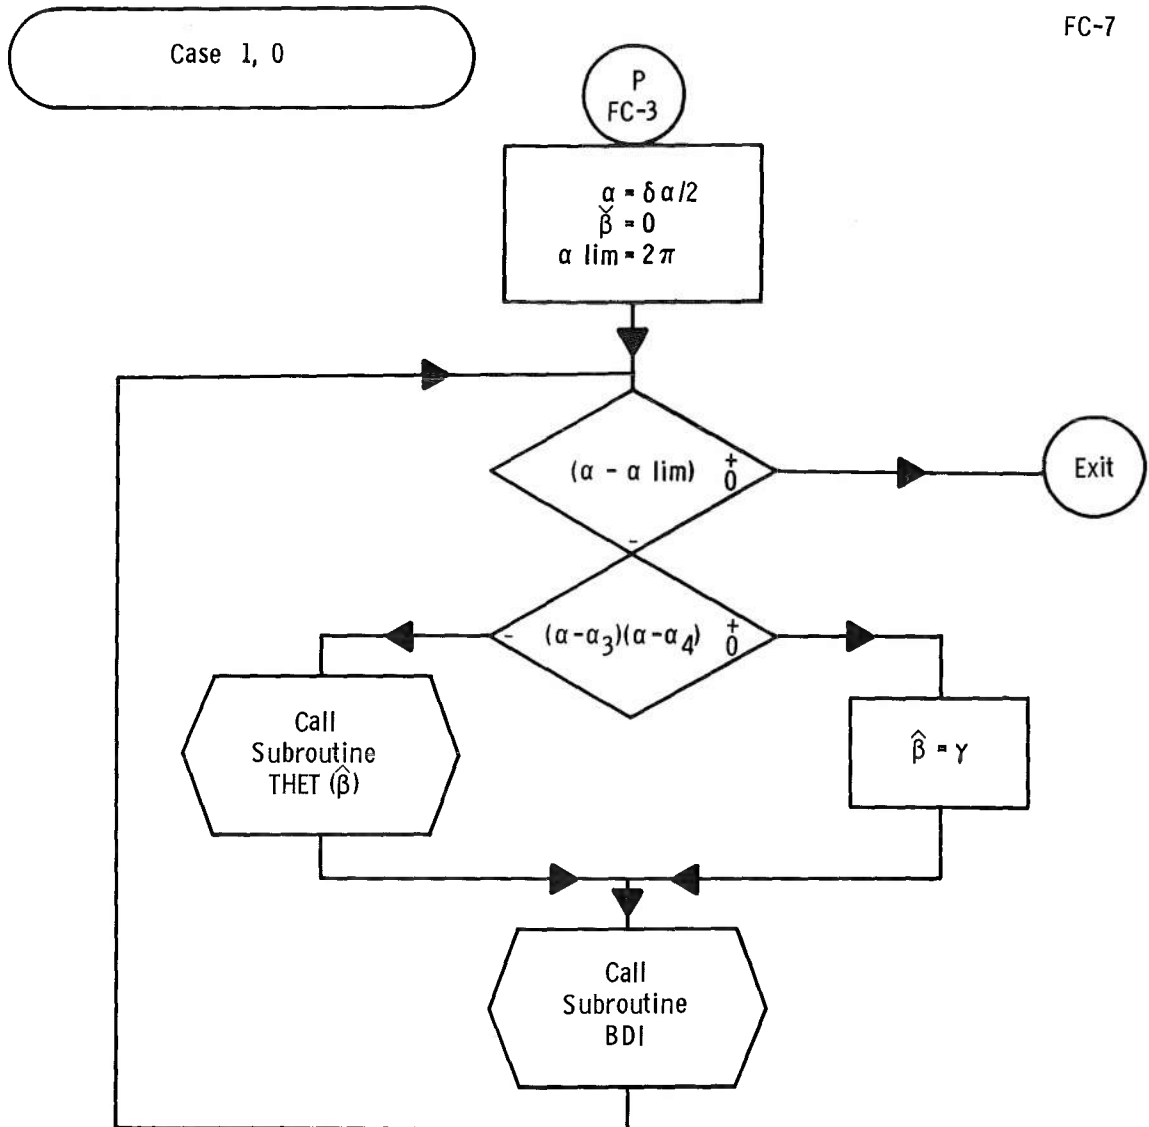 Case 1, 0
FC-7
P
FC-3
α = δ α/2
β̌ = 0
α lim = 2π
(α - α lim)
+
0
Exit
-
-
(α-α₃)(α-α₄)
+
0
Call
Subroutine
THET (β̂)
β̂ = γ
Call
Subroutine
BDI